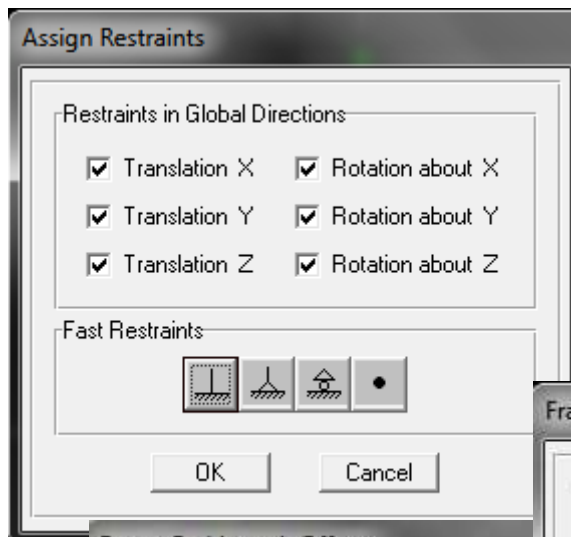 Assign Restraints
Restraints in Global Directions
Translation X Rotation about X
Translation Y Rotation about Y
Translation Z Rotation about Z
Fast Restraints
Fra
OK Cancel